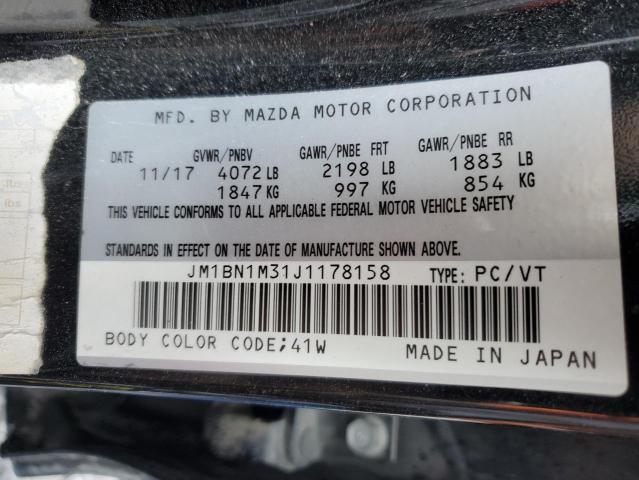 MFD. BY MAZDA MOTOR CORPORATION
DATE GVWR/PNBV GAWR/PNBE FRT GAWR/PNBE RR
11/17 4072 LB 2198 LB 1883 LB
1847 KG 997 KG 854 KG
THIS VEHICLE CONFORMS TO ALL APPLICABLE FEDERAL MOTOR VEHICLE SAFETY
STANDARDS IN EFFECT ON THE DATE OF MANUFACTURE SHOWN ABOVE.
JM1BN1M31J1178158 TYPE: PC/VT
BODY COLOR CODE;41W MADE IN JAPAN
lbs
lbs